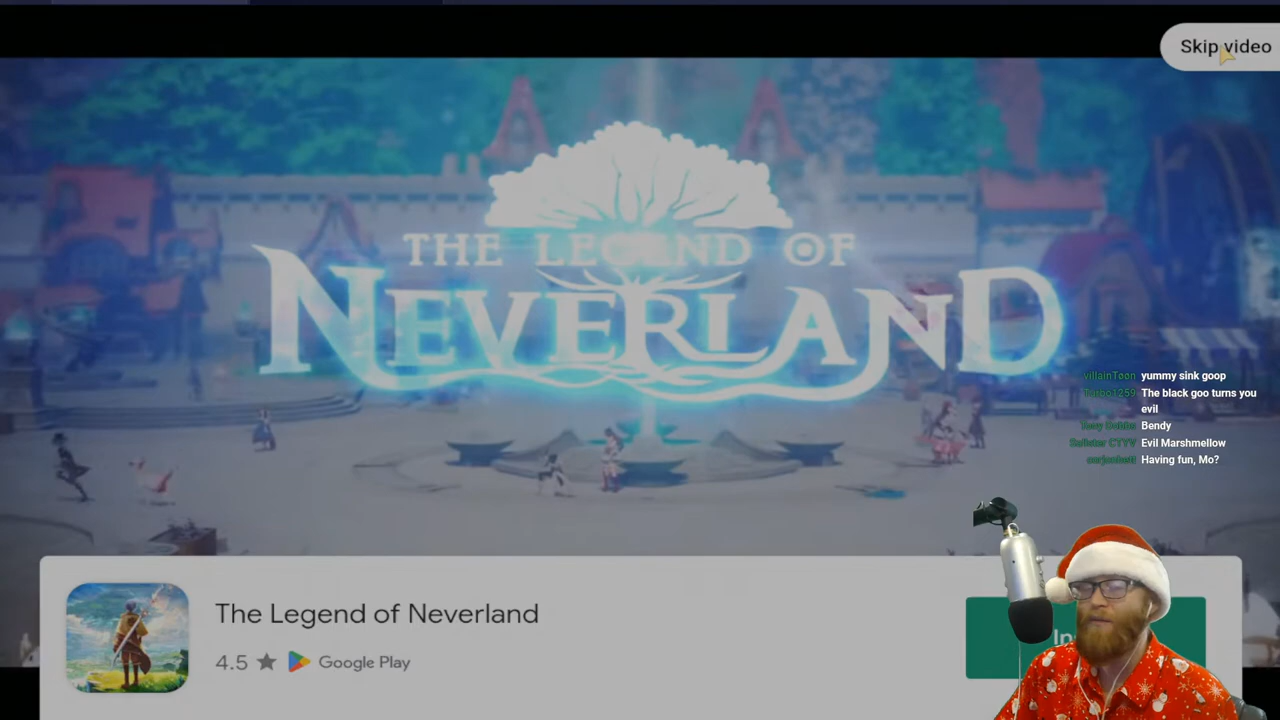 Skip video
THE LEGEND OF
NEVERLAND
villainToon yummy sink goop
The black goo turns you
evil
Bendy
Evil Marshmellow
Having fun, Mo?
The Legend of Neverland
4.5 ★ Google Play